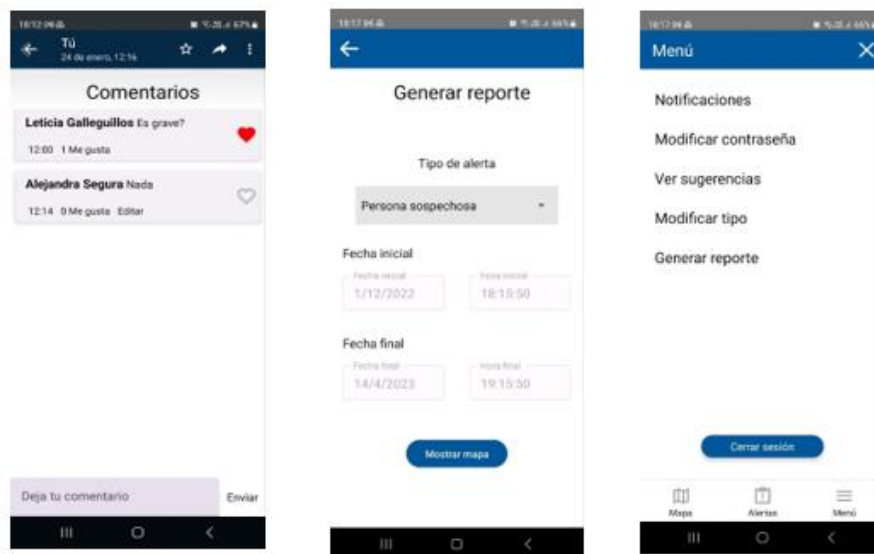 Tú
24 de enero, 12:14
Comentarios
Leticia Galleguillos Es grave?
12:00 1 Me gusta
Alejandra Segura Nada
12:14 0 Me gusta Editar
Deja tu comentario
Enviar
Generar reporte
Tipo de alerta
Persona sospechosa
Fecha inicial
Fecha inicial
Hora inicial
1/12/2022
18:15:50
Fecha final
Fecha final
Hora final
14/4/2023
19:15:50
Mostrar mapa
Menú
Notificaciones
Modificar contraseña
Ver sugerencias
Modificar tipo
Generar reporte
Cerrar sesión
Mapa
Alertas
Menú